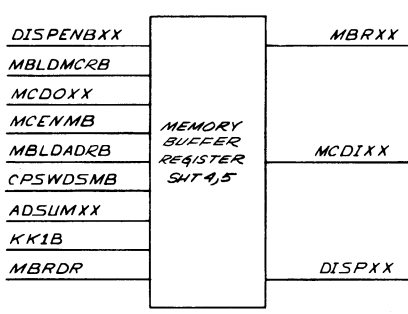 DISPENBXX
MBLDMCRB
MCDOXX
MCENMB
MBLDADRB
CPSWDSMB
ADSUMXX
KK1B
MBRDR
MEMORY
BUFFER
REGISTER
SHT 4,5
MBRXX
MCDIXX
DISPXX